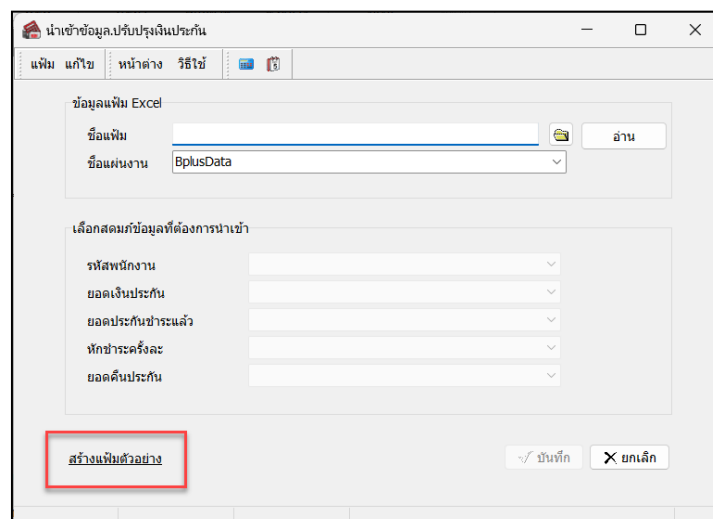 นำเข้าข้อมูล.ปรับปรุงเงินประกัน
แฟ้ม แก้ไข หน้าต่าง วิธีใช้
ข้อมูลแฟ้ม Excel
ชื่อแฟ้ม
อ่าน
ชื่อแผ่นงาน BplusData
เลือกสดมภ์ข้อมูลที่ต้องการนำเข้า
รหัสพนักงาน
ยอดเงินประกัน
ยอดประกันชำระแล้ว
หักชำระครั้งละ
ยอดคืนประกัน
สร้างแฟ้มตัวอย่าง บันทึก ยกเลิก